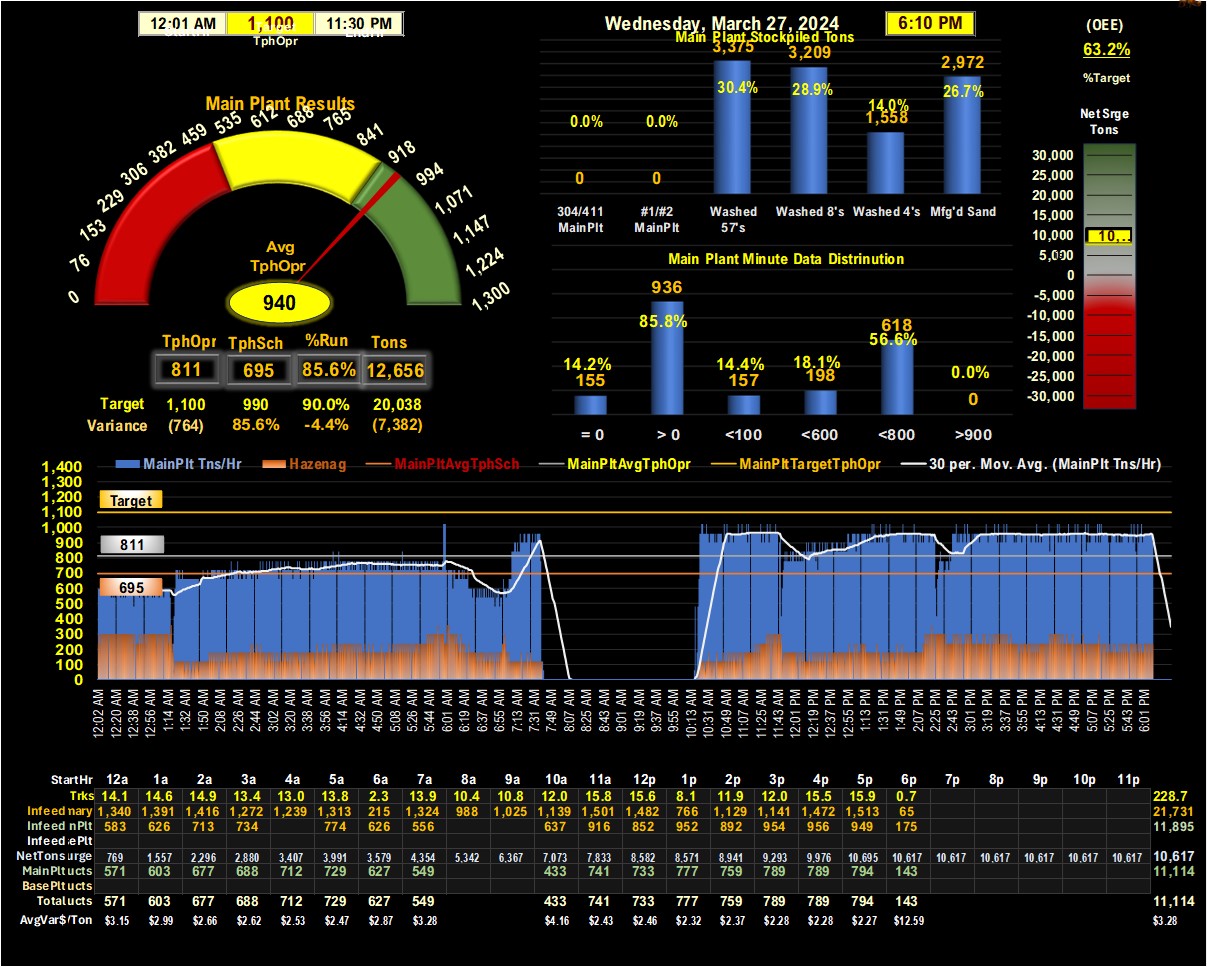 12:01 AM 1,100 11:30 PM
TphOpr
Wednesday, March 27, 2024
6:10 PM
(OEE)
63.2%
%Target
Main Plant Stockpiled Tons
3,375 3,209 2,972
30.4% 28.9% 14.0% 26.7%
1,558
0.0% 0.0%
0 0
304/411 MainPlt
#1/#2 MainPlt
Washed 57's
Washed 8's
Washed 4's
Mfg'd Sand
Net Srge
Tons
30,000
25,000
20,000
15,000
10,000
10...
5,000
0
-5,000
-10,000
-15,000
-20,000
-25,000
-30,000
Main Plant Results
0 76 153 229 306 382 459 535 612 688 765 841 918 994 1,071 1,147 1,224 1,300
Avg
TphOpr
940
TphOpr TphSch %Run Tons
811 695 85.6% 12,656
Target 1,100 990 90.0% 20,038
Variance (764) 85.6% -4.4% (7,382)
Main Plant Minute Data Distrinution
936
85.8%
618
56.6%
14.2% 14.4% 18.1% 0.0%
155 157 198 0
= 0 > 0 <100 <600 <800 >900
MainPlt Tns/Hr Hazenag MainPltAvgTphSch MainPltAvgTphOpr MainPltTargetTphOpr 30 per. Mov. Avg. (MainPlt Tns/Hr)
1,400
1,300
1,200
1,100
1,000
900
800
700
600
500
400
300
200
100
0
Target
811
695
12:02 AM 12:20 AM 12:38 AM 12:56 AM 1:14 AM 1:32 AM 1:50 AM 2:08 AM 2:26 AM 2:44 AM 3:02 AM 3:20 AM 3:38 AM 3:56 AM 4:14 AM 4:32 AM 4:50 AM 5:08 AM 5:26 AM 5:44 AM 6:01 AM 6:19 AM 6:37 AM 6:55 AM 7:13 AM 7:31 AM 7:49 AM 8:07 AM 8:25 AM 8:43 AM 9:01 AM 9:19 AM 9:37 AM 9:55 AM 10:13 AM 10:31 AM 10:49 AM 11:07 AM 11:25 AM 11:43 AM 12:01 PM 12:19 PM 12:37 PM 12:55 PM 1:13 PM 1:31 PM 1:49 PM 2:07 PM 2:25 PM 2:43 PM 3:01 PM 3:19 PM 3:37 PM 3:55 PM 4:13 PM 4:31 PM 4:49 PM 5:07 PM 5:25 PM 5:43 PM 6:01 PM
StartHr 12a 1a 2a 3a 4a 5a 6a 7a 8a 9a 10a 11a 12p 1p 2p 3p 4p 5p 6p 7p 8p 9p 10p 11p
Trks 14.1 14.6 14.9 13.4 13.0 13.8 2.3 13.9 10.4 10.8 12.0 15.8 15.6 8.1 11.9 12.0 15.5 15.9 0.7 228.7
Infeed mary 1,340 1,391 1,416 1,272 1,239 1,313 215 1,324 988 1,025 1,139 1,501 1,482 766 1,129 1,141 1,472 1,513 65 21,731
Infeed nPlt 583 626 713 734 774 626 556 637 916 852 952 892 954 956 949 175 11,895
Infeed ePlt
NetTons urge 769 1,557 2,296 2,880 3,407 3,991 3,579 4,354 5,342 6,367 7,073 7,833 8,582 8,571 8,941 9,293 9,976 10,695 10,617 10,617 10,617 10,617 10,617 10,617 10,617
MainPlt ucts 571 603 677 688 712 729 627 549 433 741 733 777 759 789 789 794 143 11,114
BasePlt ucts
Total ucts 571 603 677 688 712 729 627 549 433 741 733 777 759 789 789 794 143 11,114
AvgVar$/Ton $3.15 $2.99 $2.66 $2.62 $2.53 $2.47 $2.87 $3.28 $4.16 $2.43 $2.46 $2.32 $2.37 $2.28 $2.28 $2.27 $12.59 $3.28